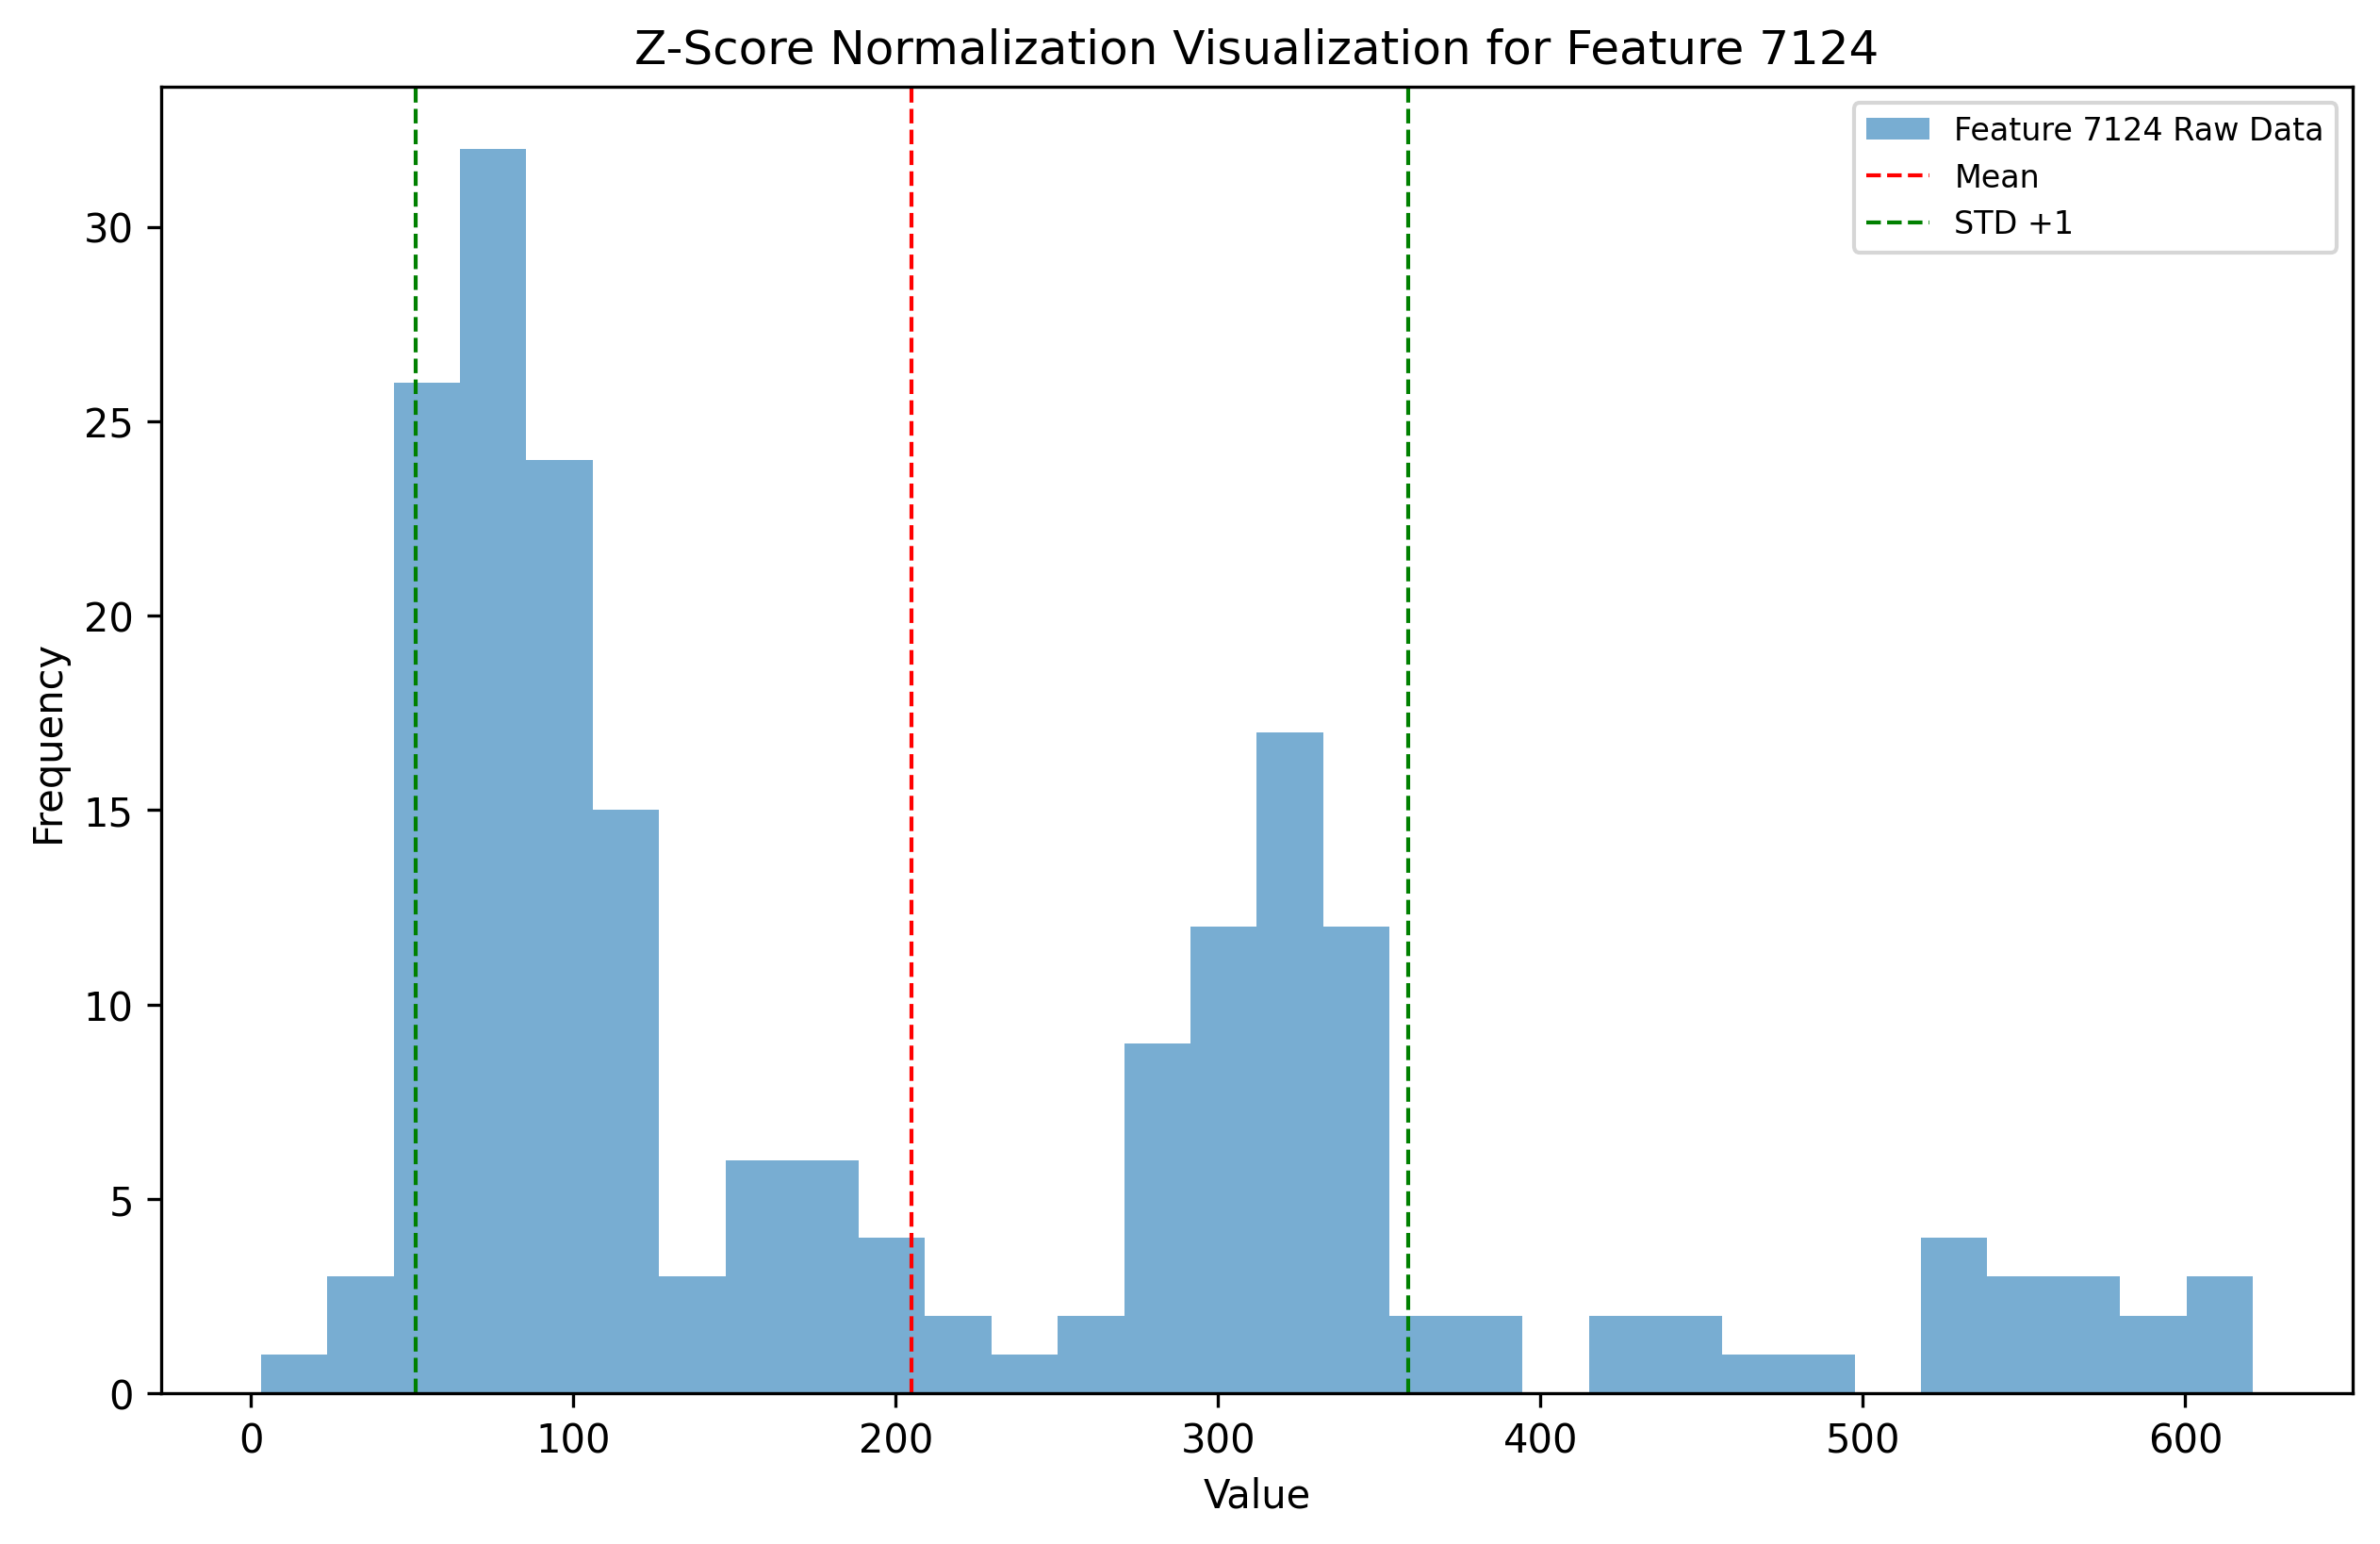 Z-Score Normalization Visualization for Feature 7124
Feature 7124 Raw Data
Mean
STD +1
30
25
20
15
10
5
0
Frequency
0 100 200 300 400 500 600
Value